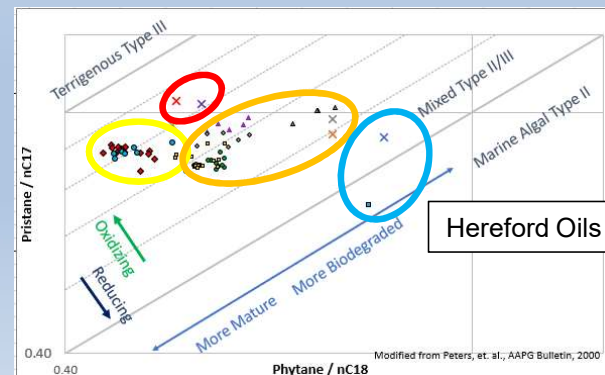 Terrigenous Type III
Mixed Type II/III
Marine Algal Type II
Pristane / nC17
Oxidizing
Reducing
More Biodegraded
More Mature
Hereford Oils
0.40
0.40
Modified from Peters, et. al., AAPG Bulletin, 2000
Phytane / nC18